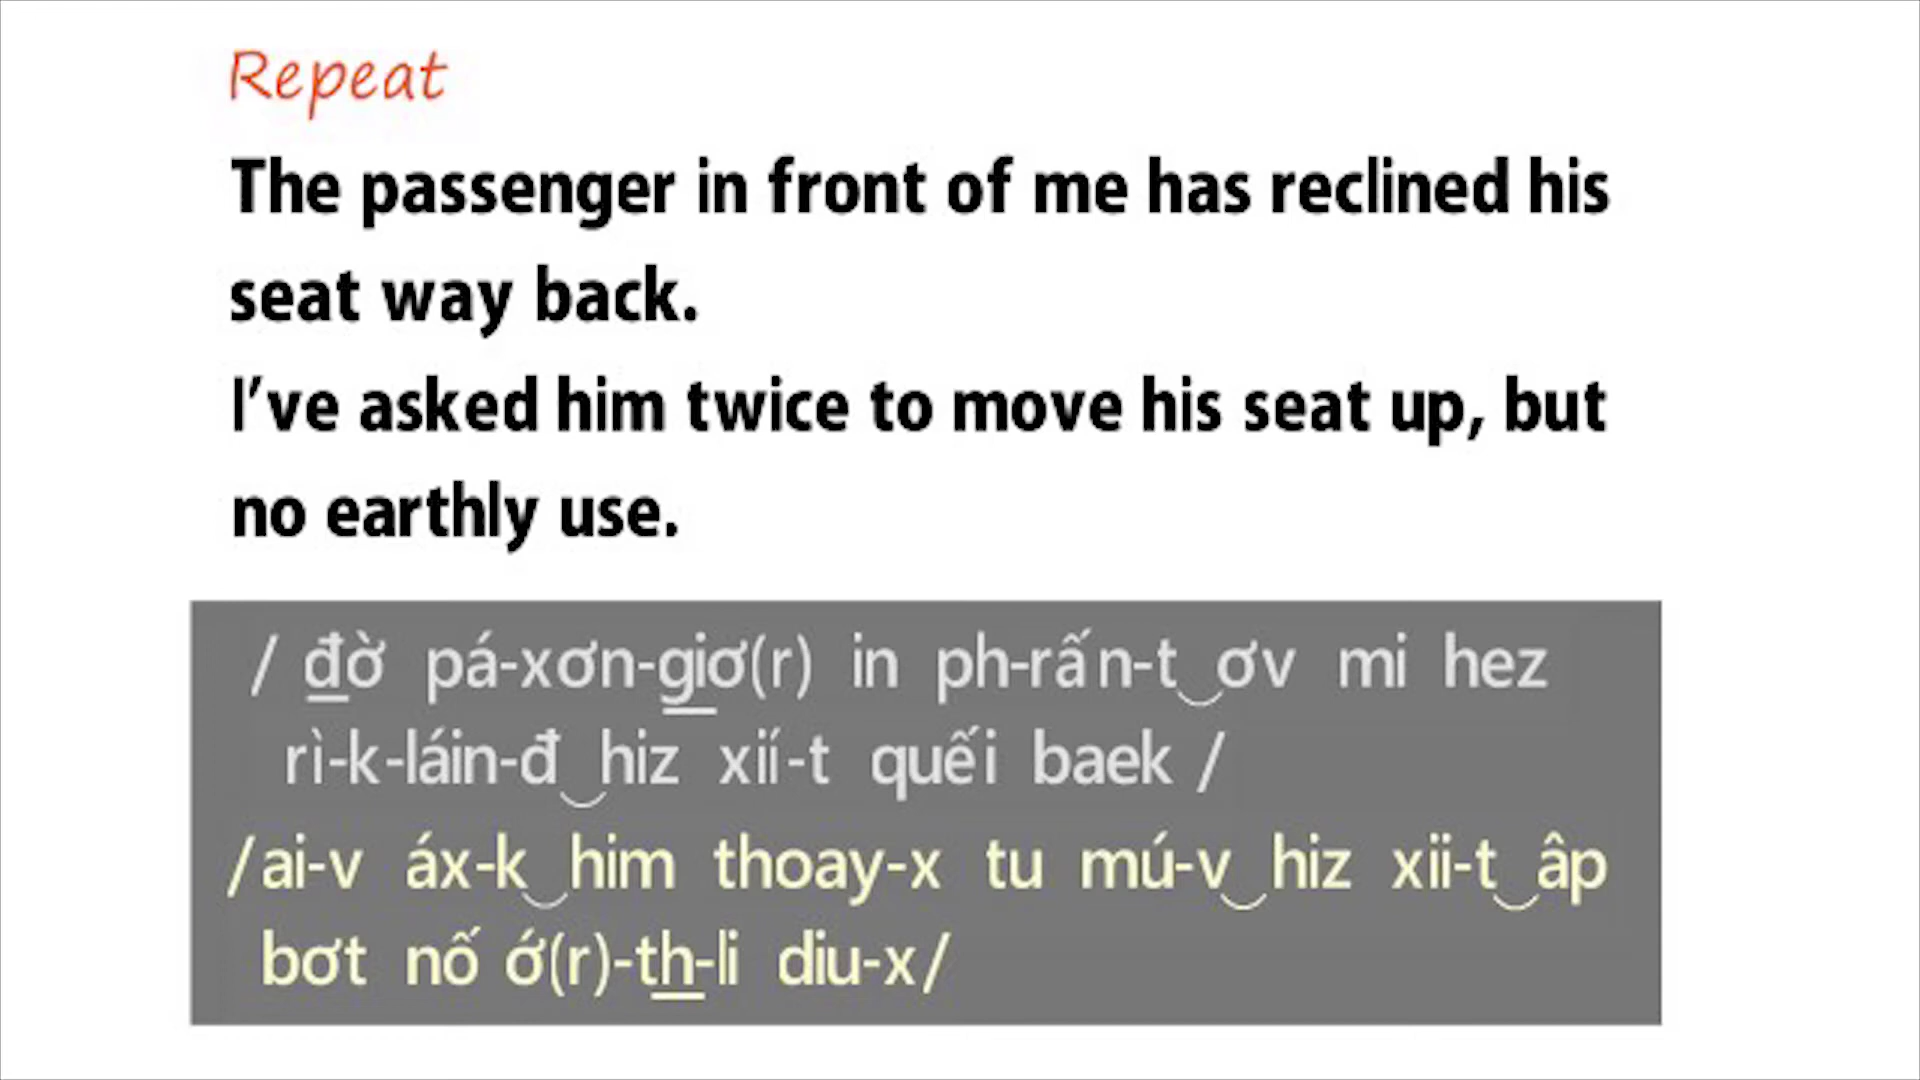 Repeat
The passenger in front of me has reclined his
seat way back.
I’ve asked him twice to move his seat up, but
no earthly use.
/ đờ pá-xơn-giơ(r) in ph-rấn-t‿ơv mi hez
rì-k-láin-đ‿hiz xií-t quếi baek /
/ai-v áx-k‿him thoay-x tu mú-v‿hiz xii-t‿âp
bơt nố ớ(r)-th-li diu-x/